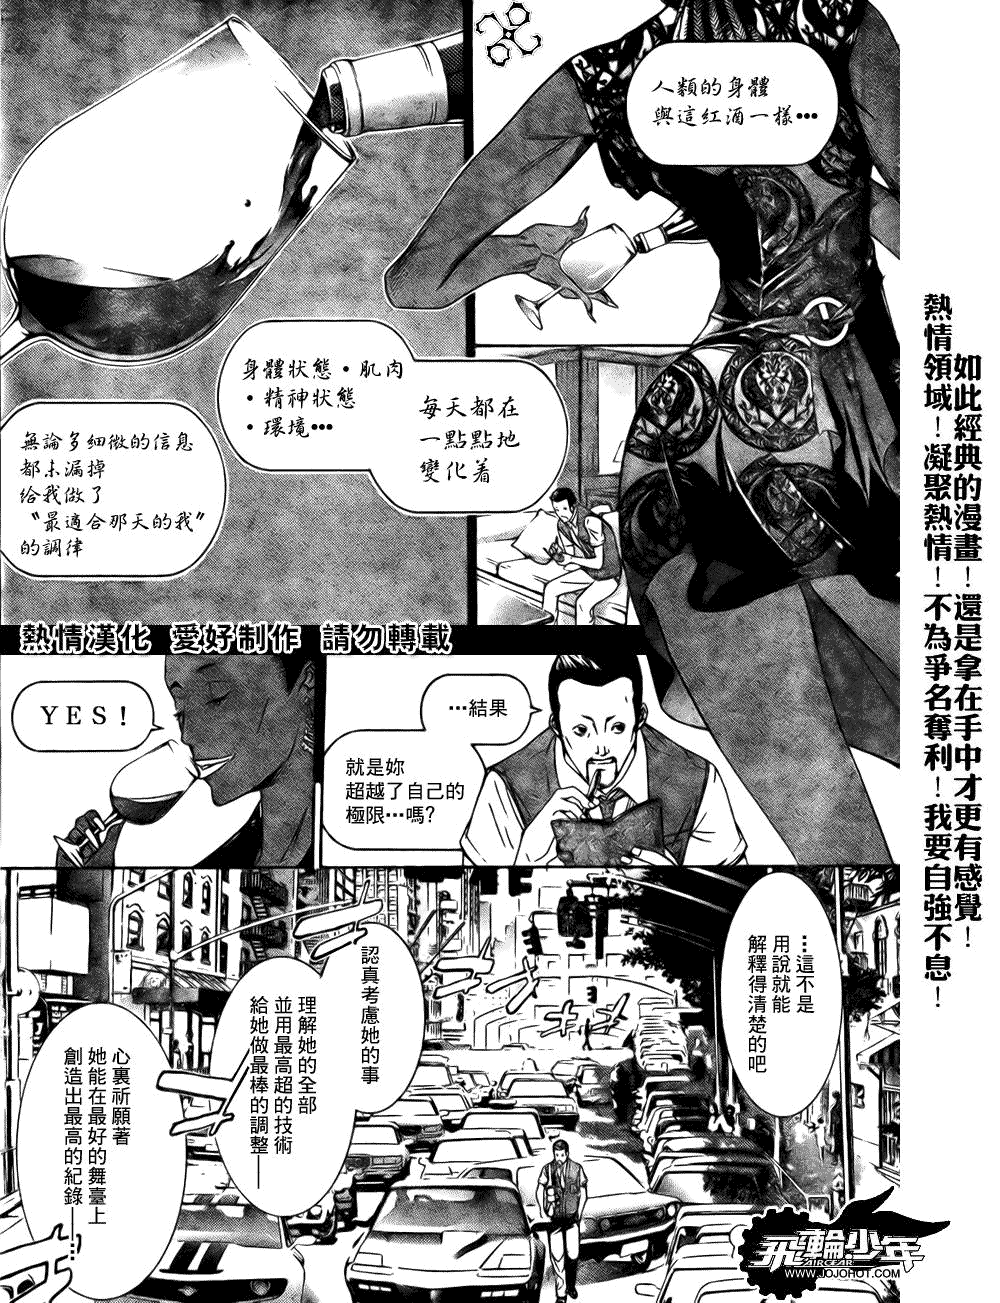 人類的身體
與這红酒一樣•••
每天都在
一點點地
變化着
身體狀態・肌肉
・精神狀態
・環境•••
無論多細微的信息
都未漏掉
给我做了
“最適合那天的我”
的調律
熱情漢化 愛好制作 請勿轉載
…結果
就是妳
超越了自己的
極限…嗎?
YES!
…這不是
用說就能
解釋得清楚的吧
認真考慮她的事
理解她的全部
並用最高超的技術
給她做最棒的調整——
心裏祈願著
她能在最好的舞臺上
創造出最高的紀錄——…
如此經典的漫畫！還是拿在手中才更有感覺！
熱情領域！凝聚熱情！不為爭名奪利！我要自強不息！
飛輪少年
AIRGEAR
WWW.JOJOHOT.COM